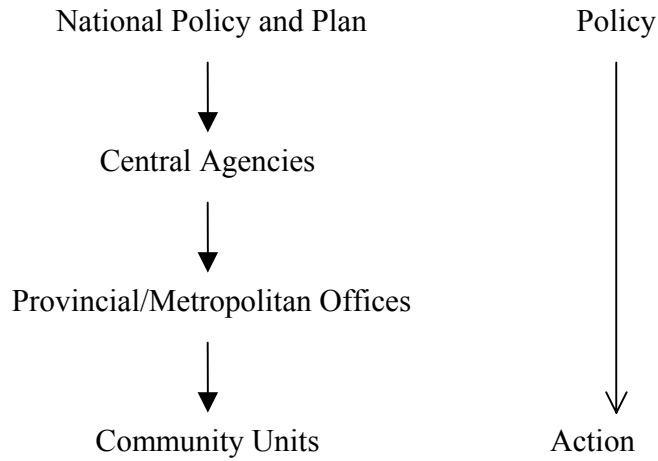 National Policy and Plan Policy
Central Agencies
Provincial/Metropolitan Offices
Community Units Action